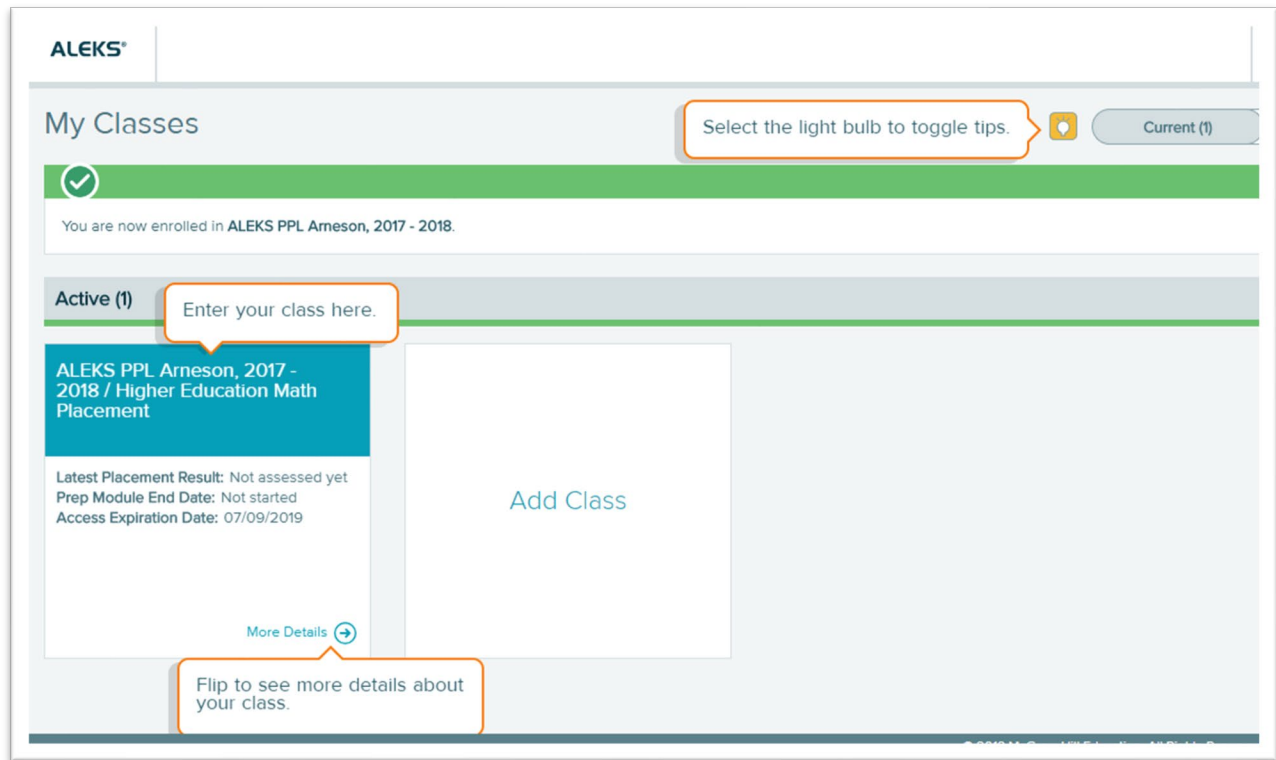 ALEKS®
My Classes
Select the light bulb to toggle tips.
Current (1)
You are now enrolled in ALEKS PPL Arneson, 2017 - 2018.
Active (1)
Enter your class here.
ALEKS PPL Arneson, 2017 -
2018 / Higher Education Math
Placement
Latest Placement Result: Not assessed yet
Prep Module End Date: Not started
Access Expiration Date: 07/09/2019
More Details
Add Class
Flip to see more details about
your class.